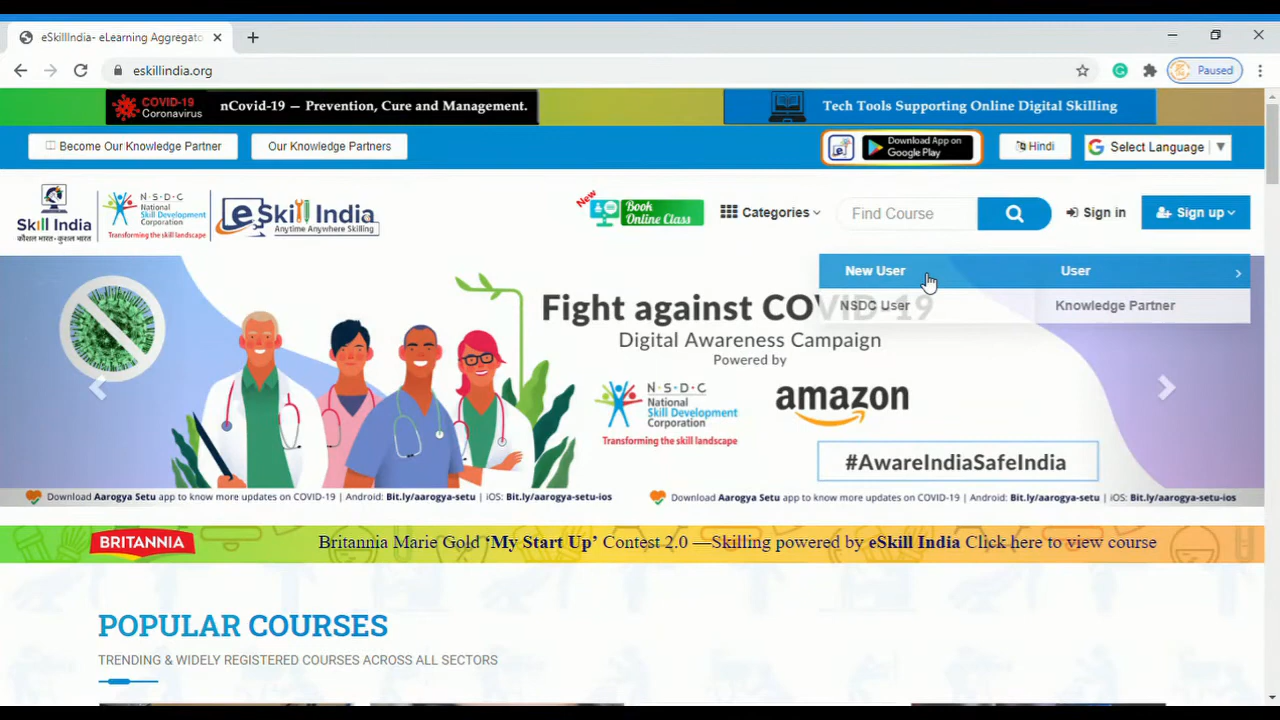 eSkillIndia- eLearning Aggregato
eskillindia.org
Paused
COVID-19
Coronavirus
nCovid-19 — Prevention, Cure and Management.
Tech Tools Supporting Online Digital Skilling
Become Our Knowledge Partner
Our Knowledge Partners
Download App on
Google Play
Hindi
Select Language
Skill India
कौशल भारत - कुशल भारत
N·S·D·C
National
Skill Development
Corporation
Transforming the skill landscape
eSkill India
Anytime Anywhere Skilling
New
Book
Online Class
Categories
Find Course
Sign in
Sign up
New User
User
NSDC User
Knowledge Partner
Fight against COVID-19
Digital Awareness Campaign
Powered by
N·S·D·C
National
Skill Development
Corporation
Transforming the skill landscape
amazon
#AwareIndiaSafeIndia
Download Aarogya Setu app to know more updates on COVID-19 | Android: Bit.ly/aarogya-setu | iOS: Bit.ly/aarogya-setu-ios
Download Aarogya Setu app to know more updates on COVID-19 | Android: Bit.ly/aarogya-setu | iOS: Bit.ly/aarogya-setu-ios
BRITANNIA
Britannia Marie Gold ‘My Start Up’ Contest 2.0 —Skilling powered by eSkill India Click here to view course
POPULAR COURSES
TRENDING & WIDELY REGISTERED COURSES ACROSS ALL SECTORS